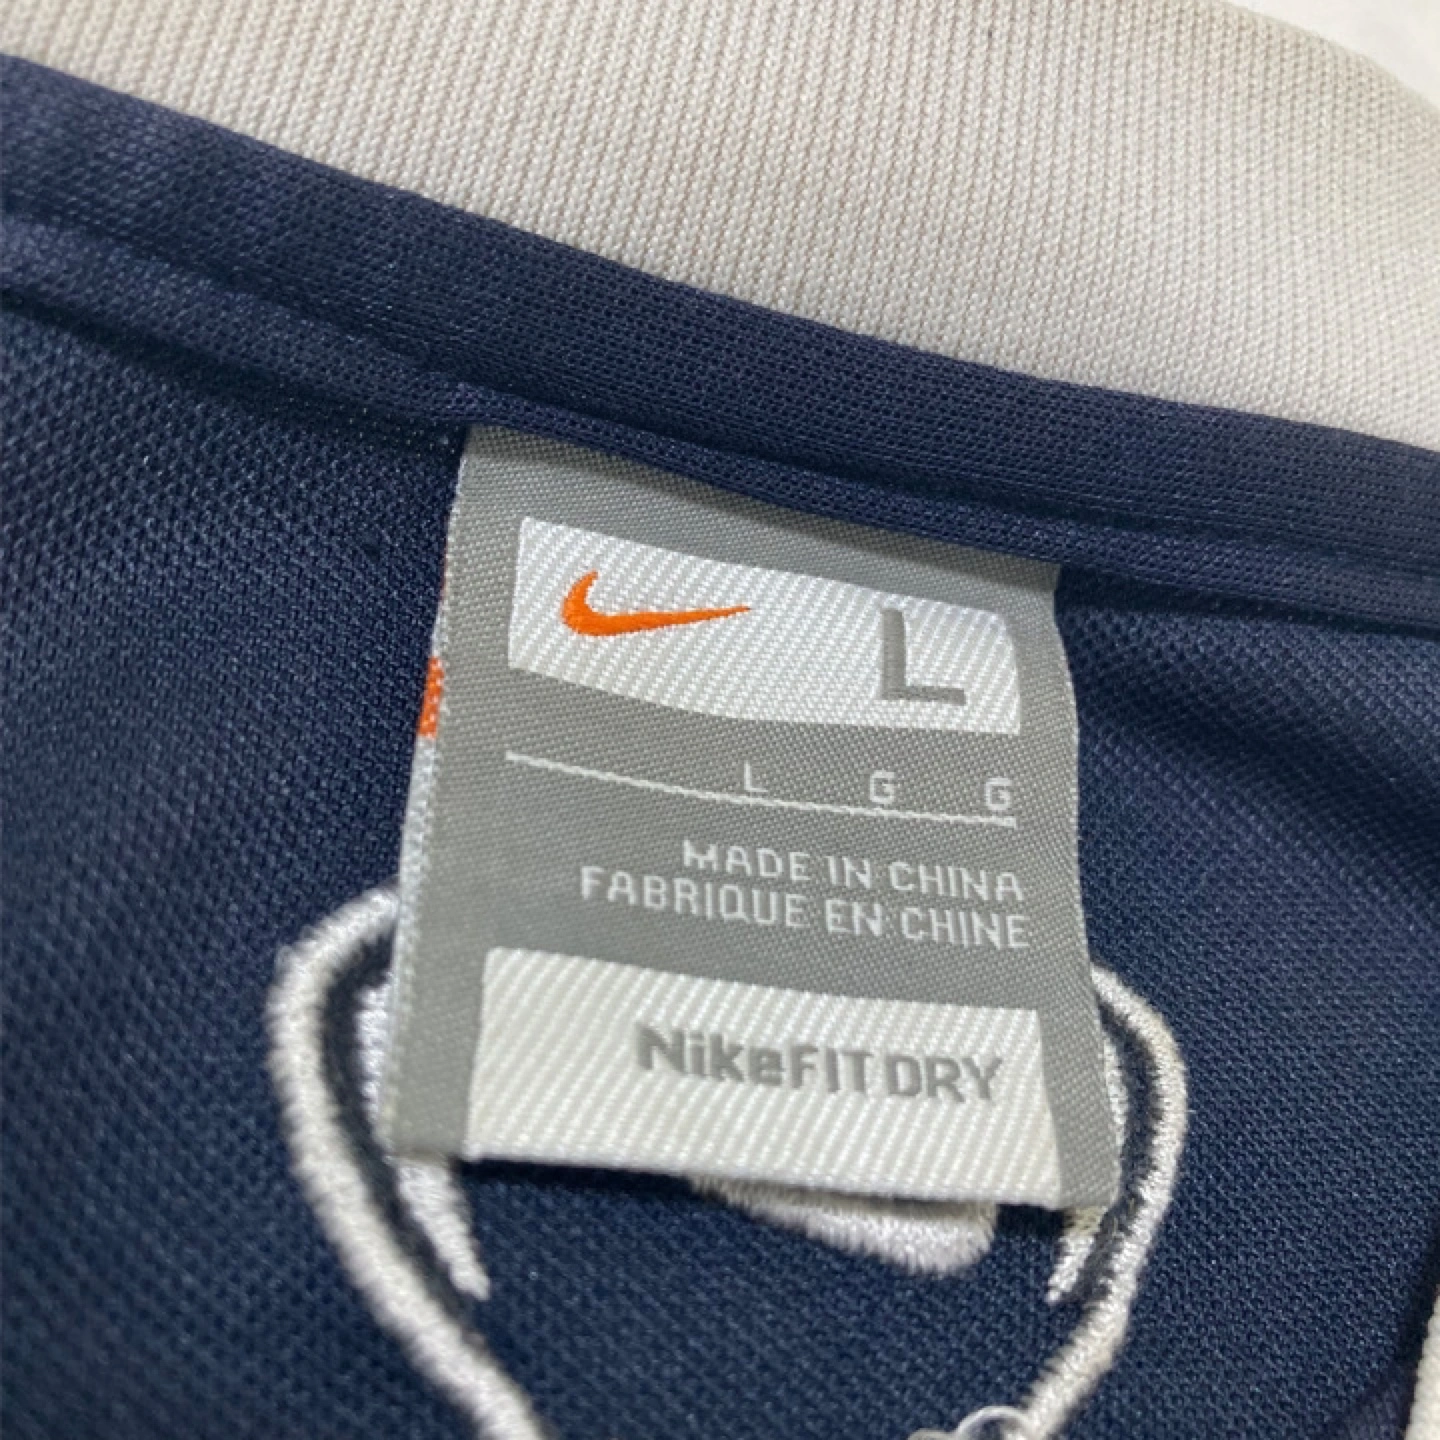 L
L G G
MADE IN CHINA
FABRIQUE EN CHINE
NikeFIT DRY